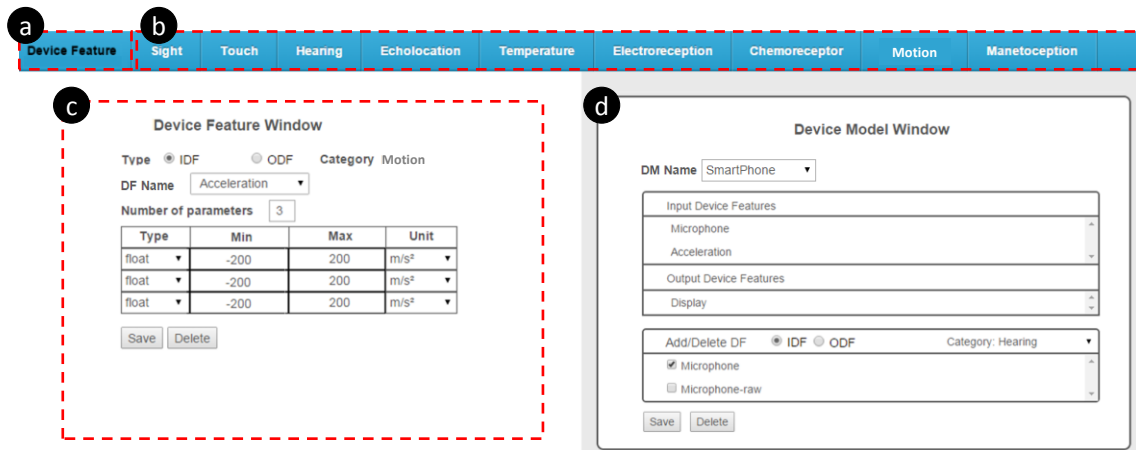 a b
Device Feature Sight Touch Hearing Echolocation Temperature Electroreception Chemoreceptor Motion Manetoception
c
Device Feature Window
Type IDF ODF Category Motion
DF Name Acceleration
Number of parameters 3
Type Min Max Unit
float -200 200 m/s²
float -200 200 m/s²
float -200 200 m/s²
Save Delete
d
Device Model Window
DM Name SmartPhone
Input Device Features
Microphone
Acceleration
Output Device Features
Display
Add/Delete DF IDF ODF Category: Hearing
Microphone
Microphone-raw
Save Delete